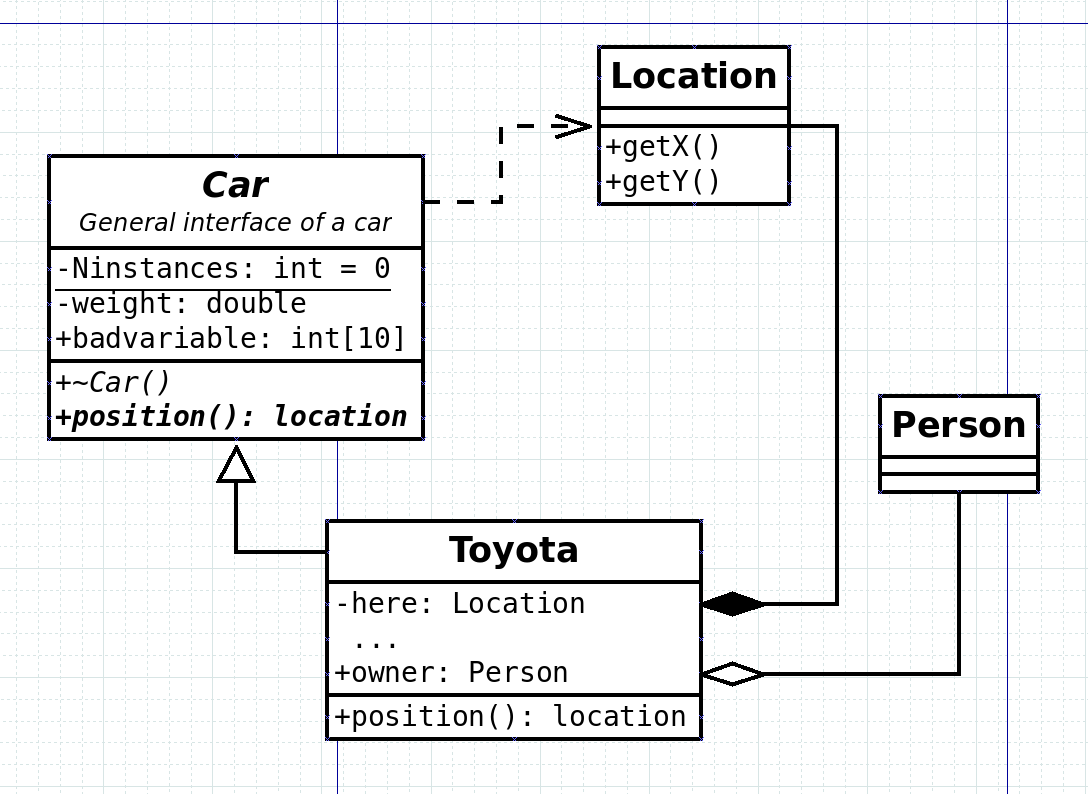 Location
+getX()
+getY()
Car
General interface of a car
-Ninstances: int = 0
-weight: double
+badvariable: int[10]
+~Car()
+position(): location
Person
Toyota
-here: Location
...
+owner: Person
+position(): location